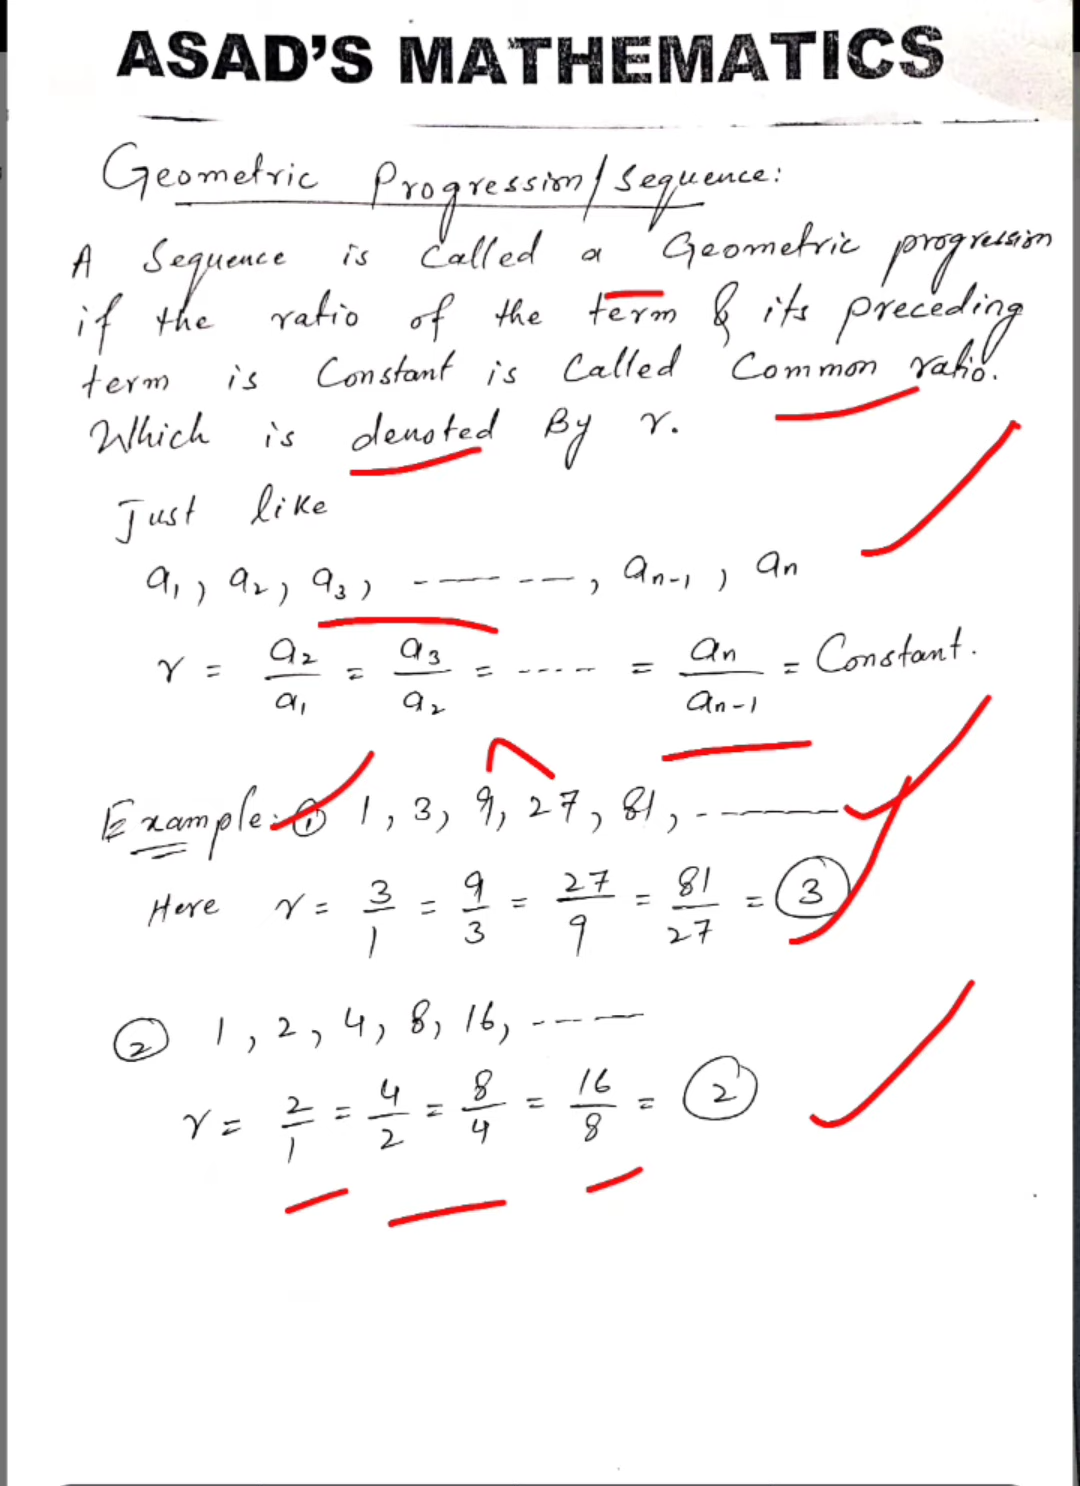 ASAD'S MATHEMATICS
Geometric Progression/Sequence:
A Sequence is Called a Geometric progression
if the ratio of the term & its preceding
term is Constant is Called Common ratio.
Which is denoted By r.
Just like
a₁, a₂, a₃, ------, aₙ₋₁, aₙ
r = a₂/a₁ = a₃/a₂ = ---- = aₙ/aₙ₋₁ = Constant.
Example: ① 1, 3, 9, 27, 81, ------
Here r = 3/1 = 9/3 = 27/9 = 81/27 = ③
② 1, 2, 4, 8, 16, -----
r = 2/1 = 4/2 = 8/4 = 16/8 = ②